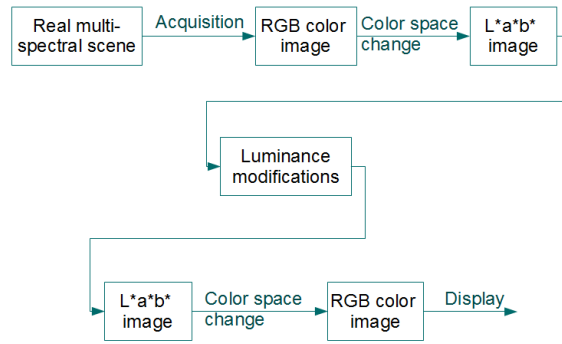 Real multi-
spectral scene
Acquisition
RGB color
image
Color space
change
L*a*b*
image
Luminance
modifications
L*a*b*
image
Color space
change
RGB color
image
Display